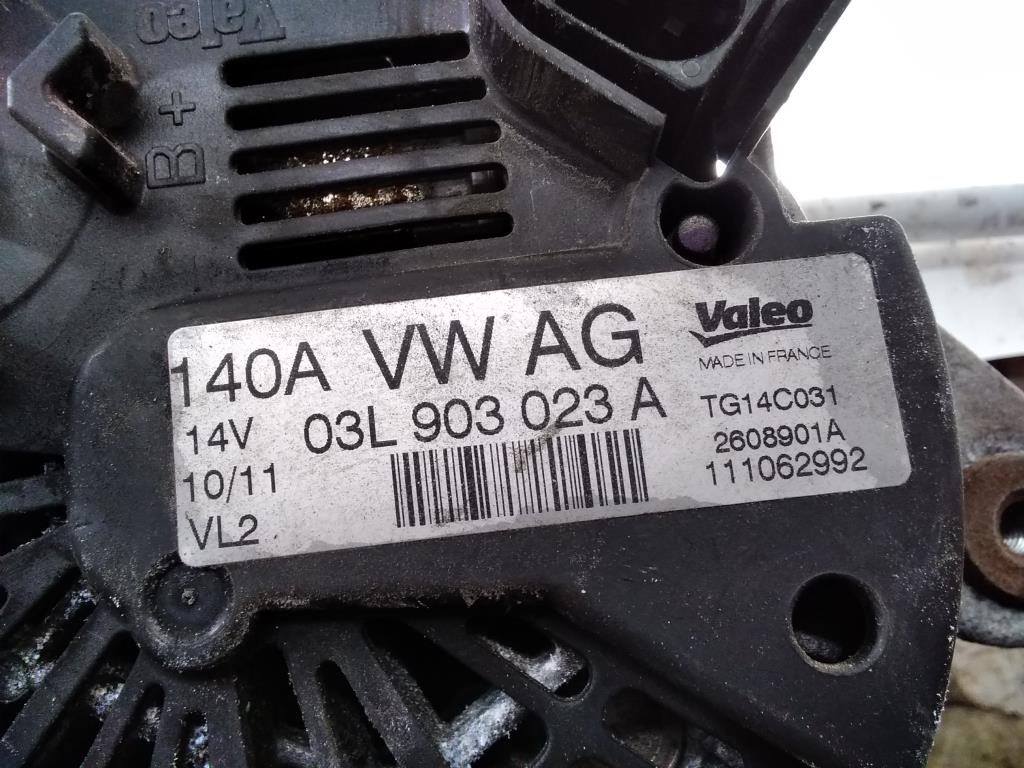 Valeo
B+
140A VW AG
14V 03L 903 023 A
10/11
VL2
Valeo
MADE IN FRANCE
TG14C031
2608901A
111062992